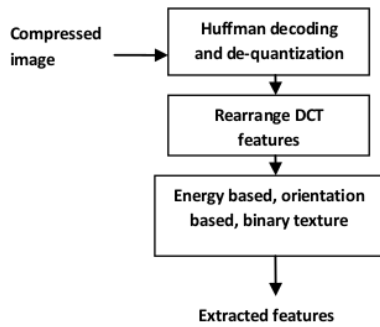 Compressed
image
Huffman decoding
and de-quantization
Rearrange DCT
features
Energy based, orientation
based, binary texture
Extracted features